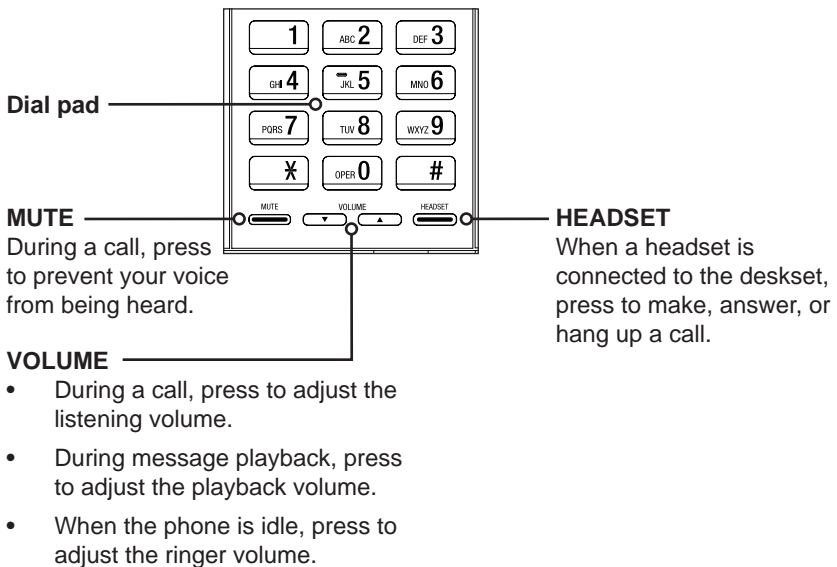 1 ABC 2 DEF 3
GHI 4 JKL 5 MNO 6
Dial pad
PQRS 7 TUV 8 WXYZ 9
* OPER 0 #
MUTE VOLUME HEADSET
▼ ▲
MUTE
During a call, press
to prevent your voice
from being heard.
HEADSET
When a headset is
connected to the deskset,
press to make, answer, or
hang up a call.
VOLUME
• During a call, press to adjust the
listening volume.
• During message playback, press
to adjust the playback volume.
• When the phone is idle, press to
adjust the ringer volume.